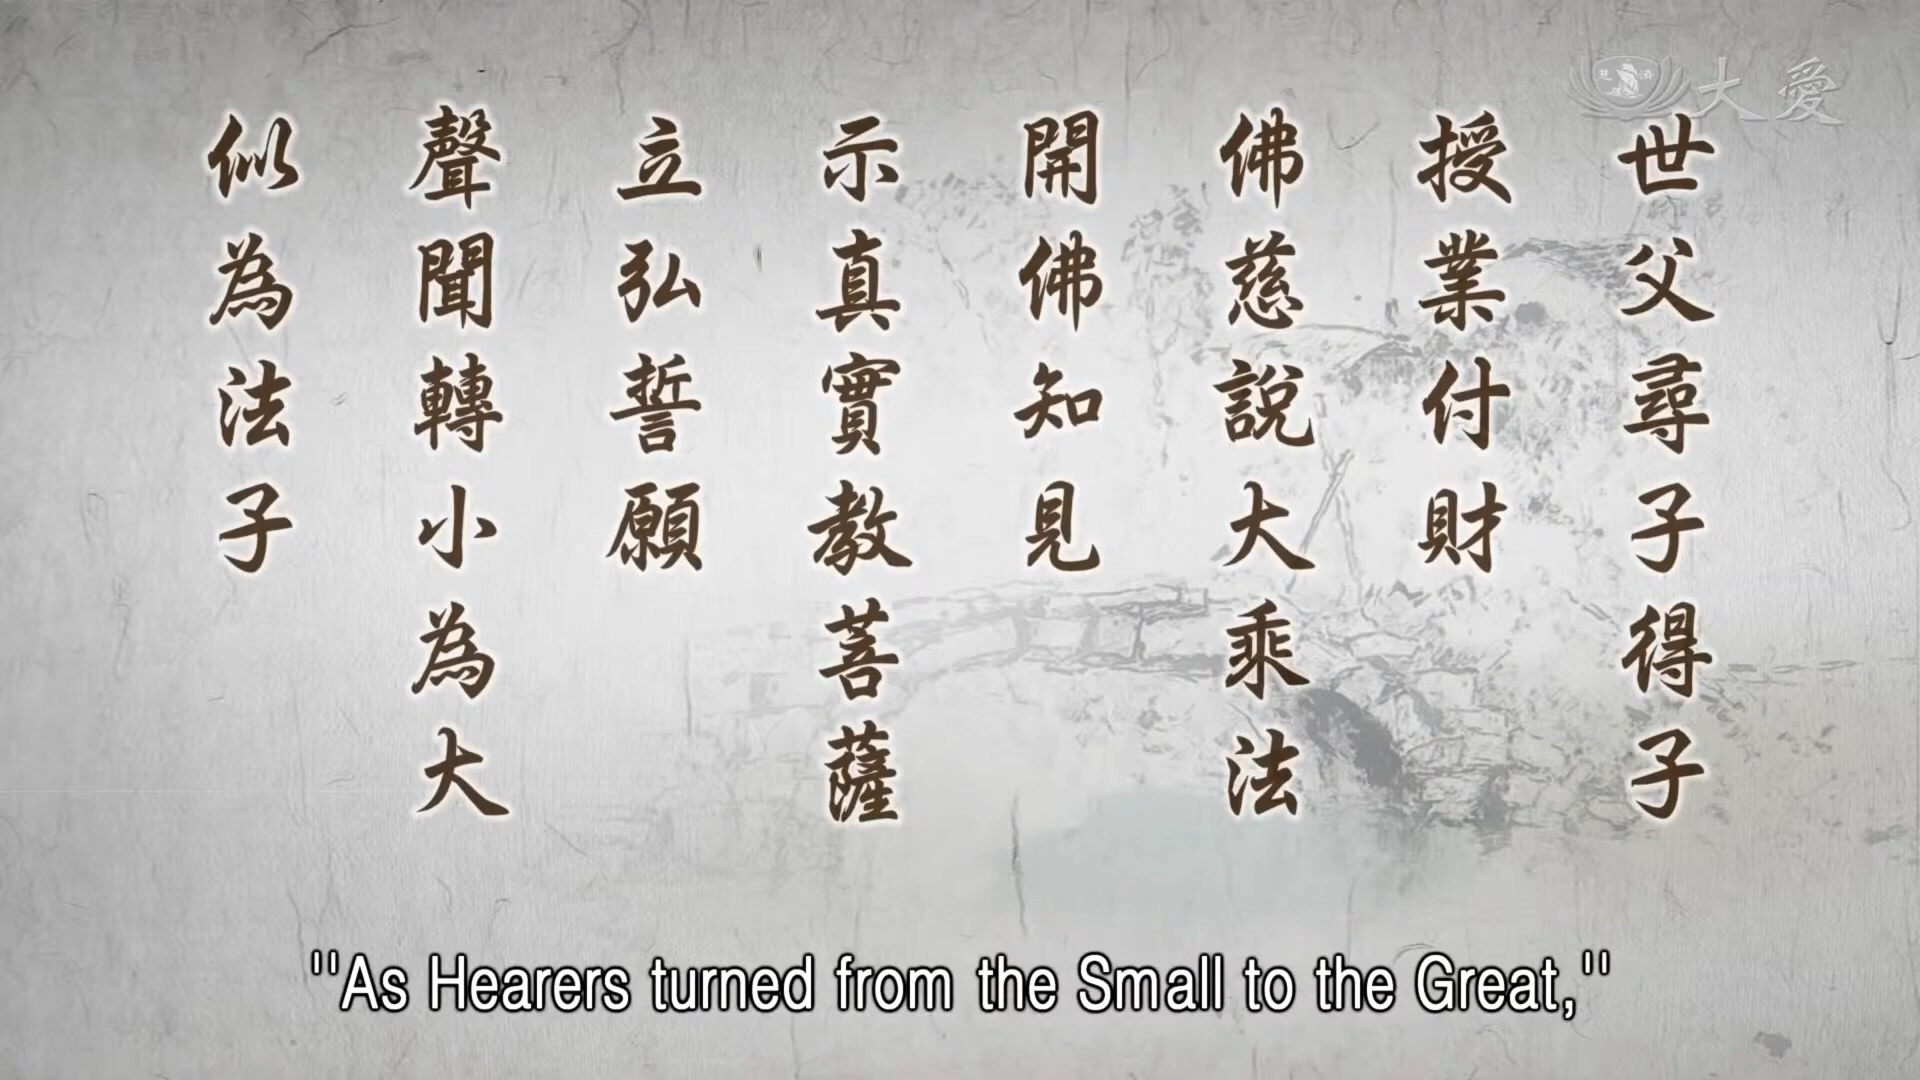 世父尋子得子
授業付財
佛慈說大乘法
開佛知見
示真實教菩薩
立弘誓願
聲聞轉小為大
似為法子
大愛
"As Hearers turned from the Small to the Great,"